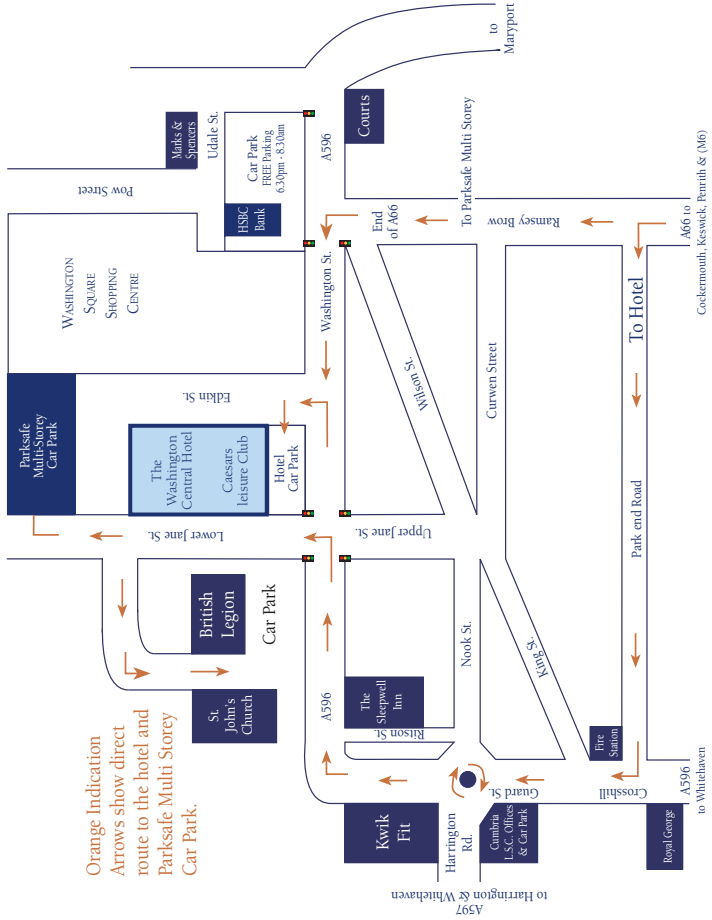 to
Maryport
Marks &
Spencers
Udale St.
Car Park
FREE Parking
6.30pm - 8.30am
A596
Courts
Pow Street
HSBC
Bank
End
of A66
To Parksafe Multi Storey
Ramsey Brow
A66 to
Cockermouth, Keswick, Penrith & (M6)
WASHINGTON
SQUARE
SHOPPING
CENTRE
Washington St.
To Hotel
Wilson St.
Curwen Street
Edkin St.
Parksafe
Multi-Storey
Car Park
The
Washington
Central Hotel
Caesars
leisure Club
Hotel
Car Park
Lower Jane St.
Upper Jane St.
Park end Road
British
Legion
Car Park
Nook St.
King St.
St.
John's
Church
A596
The
Sleepwell
Inn
Ritson St.
Fire
Station
Orange Indication
Arrows show direct
route to the hotel and
Parksafe Multi Storey
Car Park.
Guard St.
Crosshill
A596
to Whitehaven
Kwik
Fit
Harrington
Rd.
Cumbria
L.S.C. Offices
& Car Park
Royal George
A597
to Harrington & Whitehaven